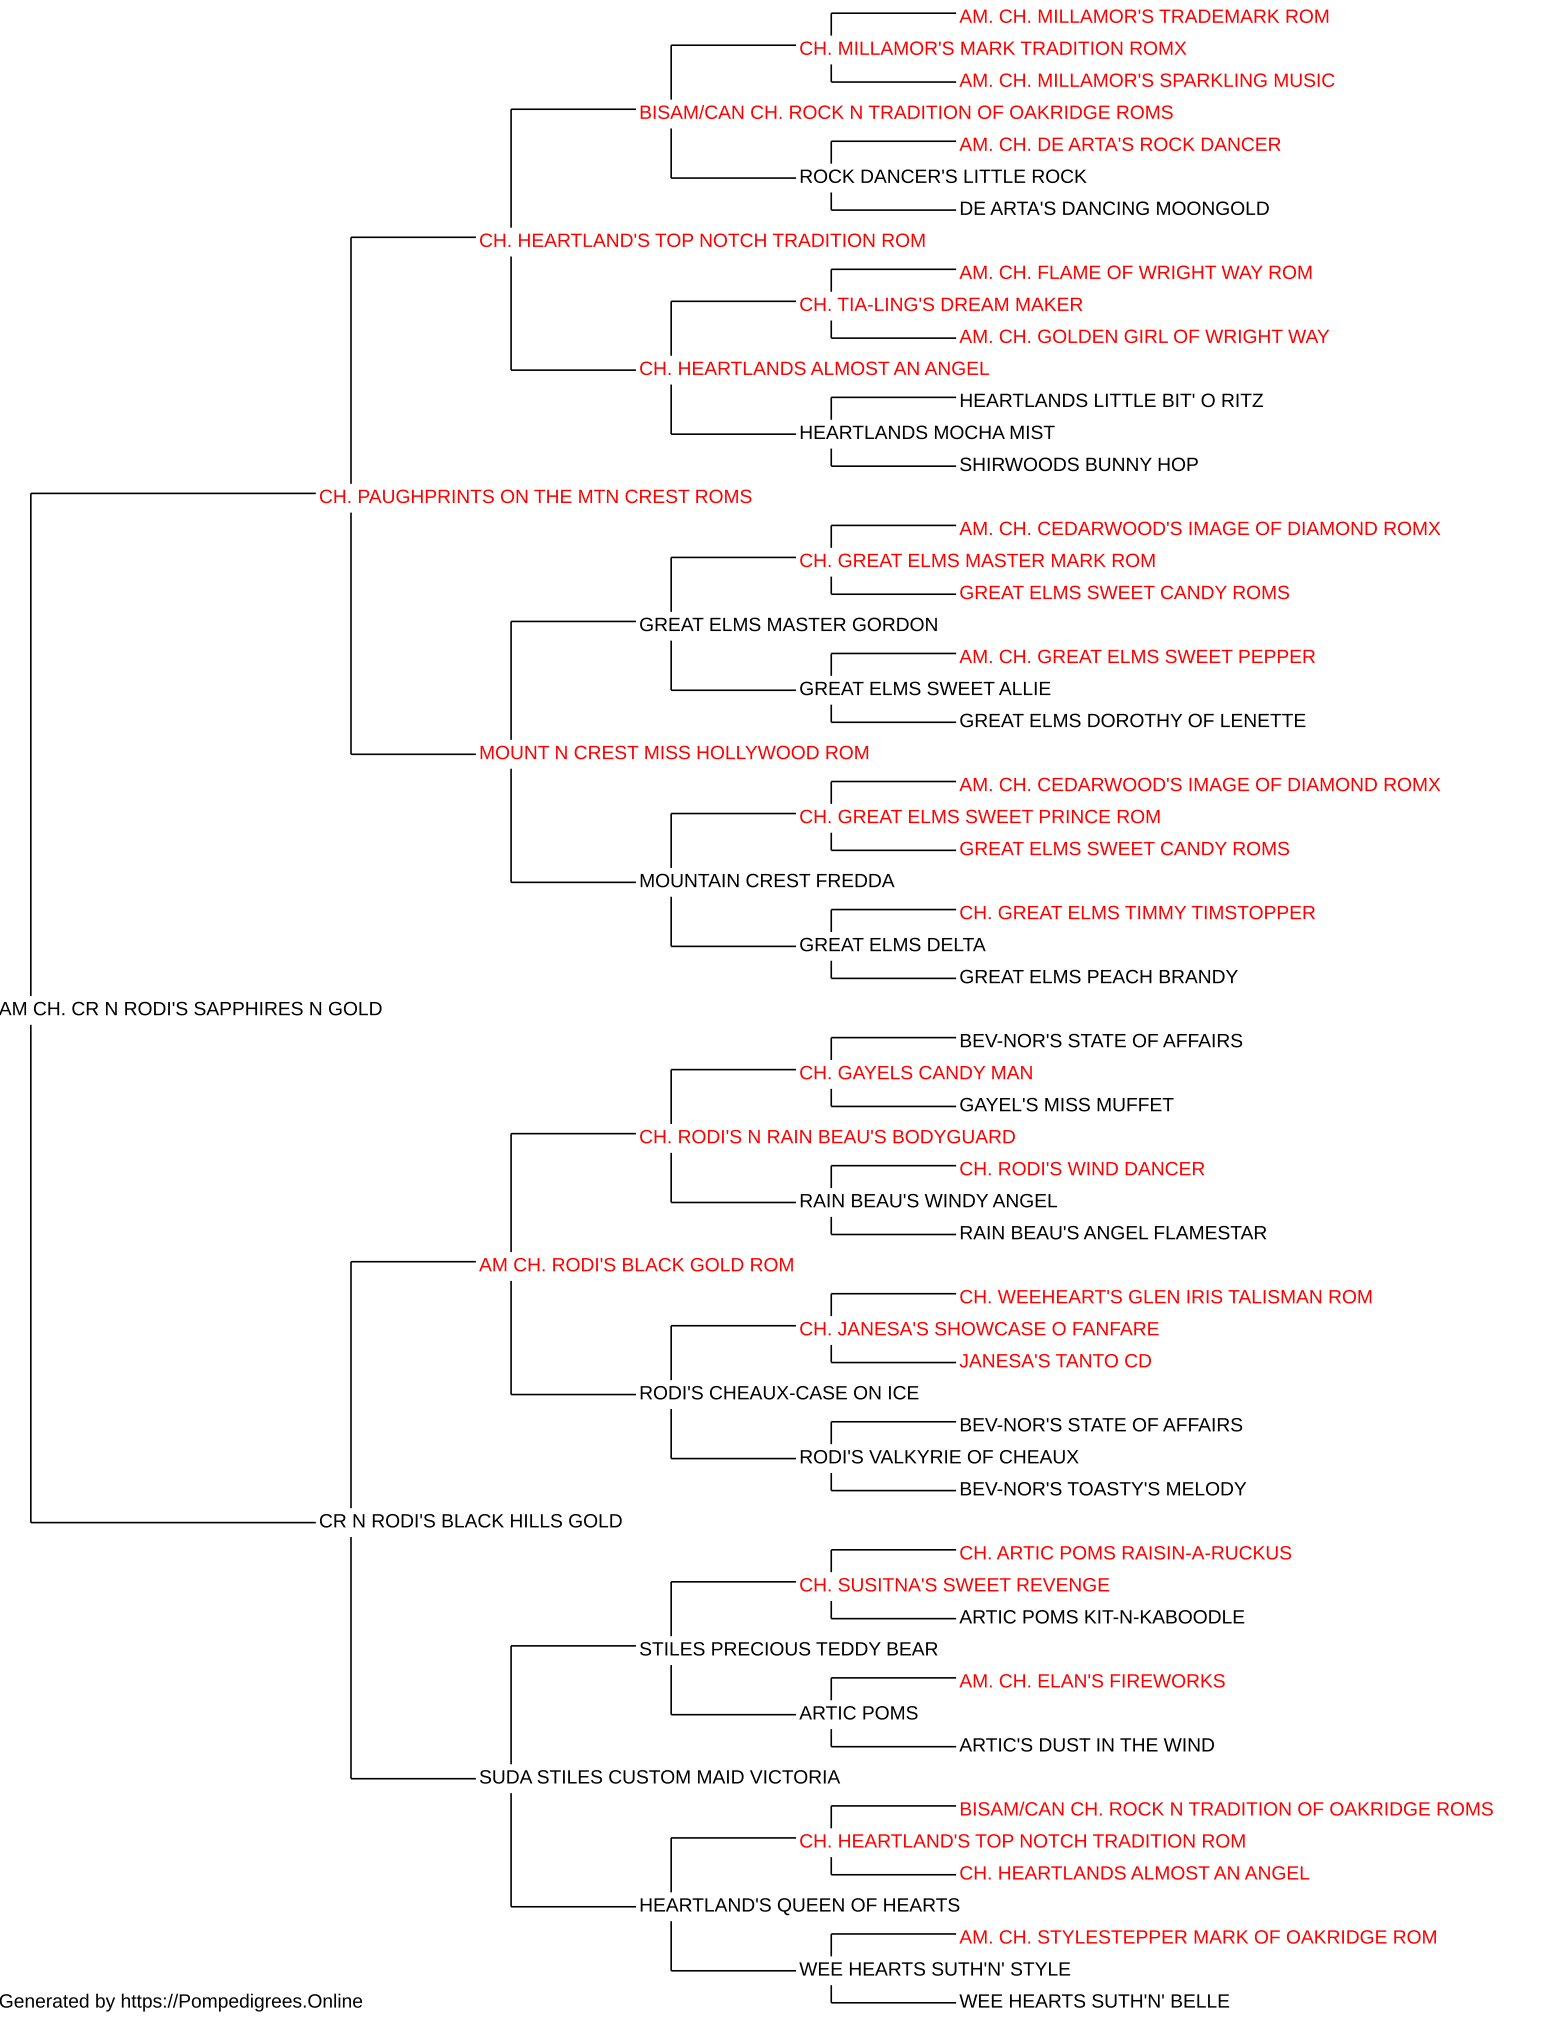 AM. CH. MILLAMOR'S TRADEMARK ROM
CH. MILLAMOR'S MARK TRADITION ROMX
AM. CH. MILLAMOR'S SPARKLING MUSIC
BISAM/CAN CH. ROCK N TRADITION OF OAKRIDGE ROMS
AM. CH. DE ARTA'S ROCK DANCER
ROCK DANCER'S LITTLE ROCK
DE ARTA'S DANCING MOONGOLD
CH. HEARTLAND'S TOP NOTCH TRADITION ROM
AM. CH. FLAME OF WRIGHT WAY ROM
CH. TIA-LING'S DREAM MAKER
AM. CH. GOLDEN GIRL OF WRIGHT WAY
CH. HEARTLANDS ALMOST AN ANGEL
HEARTLANDS LITTLE BIT' O RITZ
HEARTLANDS MOCHA MIST
SHIRWOODS BUNNY HOP
CH. PAUGHPRINTS ON THE MTN CREST ROMS
AM. CH. CEDARWOOD'S IMAGE OF DIAMOND ROMX
CH. GREAT ELMS MASTER MARK ROM
GREAT ELMS SWEET CANDY ROMS
GREAT ELMS MASTER GORDON
AM. CH. GREAT ELMS SWEET PEPPER
GREAT ELMS SWEET ALLIE
GREAT ELMS DOROTHY OF LENETTE
MOUNT N CREST MISS HOLLYWOOD ROM
AM. CH. CEDARWOOD'S IMAGE OF DIAMOND ROMX
CH. GREAT ELMS SWEET PRINCE ROM
GREAT ELMS SWEET CANDY ROMS
MOUNTAIN CREST FREDDA
CH. GREAT ELMS TIMMY TIMSTOPPER
GREAT ELMS DELTA
GREAT ELMS PEACH BRANDY
AM CH. CR N RODI'S SAPPHIRES N GOLD
BEV-NOR'S STATE OF AFFAIRS
CH. GAYELS CANDY MAN
GAYEL'S MISS MUFFET
CH. RODI'S N RAIN BEAU'S BODYGUARD
CH. RODI'S WIND DANCER
RAIN BEAU'S WINDY ANGEL
RAIN BEAU'S ANGEL FLAMESTAR
AM CH. RODI'S BLACK GOLD ROM
CH. WEEHEART'S GLEN IRIS TALISMAN ROM
CH. JANESA'S SHOWCASE O FANFARE
JANESA'S TANTO CD
RODI'S CHEAUX-CASE ON ICE
BEV-NOR'S STATE OF AFFAIRS
RODI'S VALKYRIE OF CHEAUX
BEV-NOR'S TOASTY'S MELODY
CR N RODI'S BLACK HILLS GOLD
CH. ARTIC POMS RAISIN-A-RUCKUS
CH. SUSITNA'S SWEET REVENGE
ARTIC POMS KIT-N-KABOODLE
STILES PRECIOUS TEDDY BEAR
AM. CH. ELAN'S FIREWORKS
ARTIC POMS
ARTIC'S DUST IN THE WIND
SUDA STILES CUSTOM MAID VICTORIA
BISAM/CAN CH. ROCK N TRADITION OF OAKRIDGE ROMS
CH. HEARTLAND'S TOP NOTCH TRADITION ROM
CH. HEARTLANDS ALMOST AN ANGEL
HEARTLAND'S QUEEN OF HEARTS
AM. CH. STYLESTEPPER MARK OF OAKRIDGE ROM
WEE HEARTS SUTH'N' STYLE
WEE HEARTS SUTH'N' BELLE
Generated by https://Pompedigrees.Online